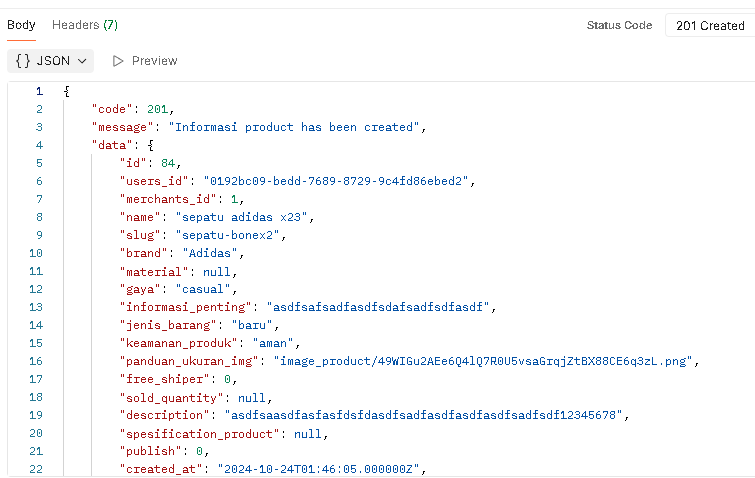 Body Headers (7) Status Code 201 Created
{} JSON Preview
1 {
2 "code": 201,
3 "message": "Informasi product has been created",
4 "data": {
5 "id": 84,
6 "users_id": "0192bc09-bedd-7689-8729-9c4fd86ebed2",
7 "merchants_id": 1,
8 "name": "sepatu adidas x23",
9 "slug": "sepatu-bonex2",
10 "brand": "Adidas",
11 "material": null,
12 "gaya": "casual",
13 "informasi_penting": "asdfsafsadfasdfsdafsadfsdfasdf",
14 "jenis_barang": "baru",
15 "keamanan_produk": "aman",
16 "panduan_ukuran_img": "image_product/49WIGu2AEe6Q4lQ7R0U5vsaGrqjZtBX88CE6q3zL.png",
17 "free_shiper": 0,
18 "sold_quantity": null,
19 "description": "asdfsaasdfasfasfdsfdasdfsadfasdfasdfasdfsadfsdf12345678",
20 "spesification_product": null,
21 "publish": 0,
22 "created_at": "2024-10-24T01:46:05.000000Z",